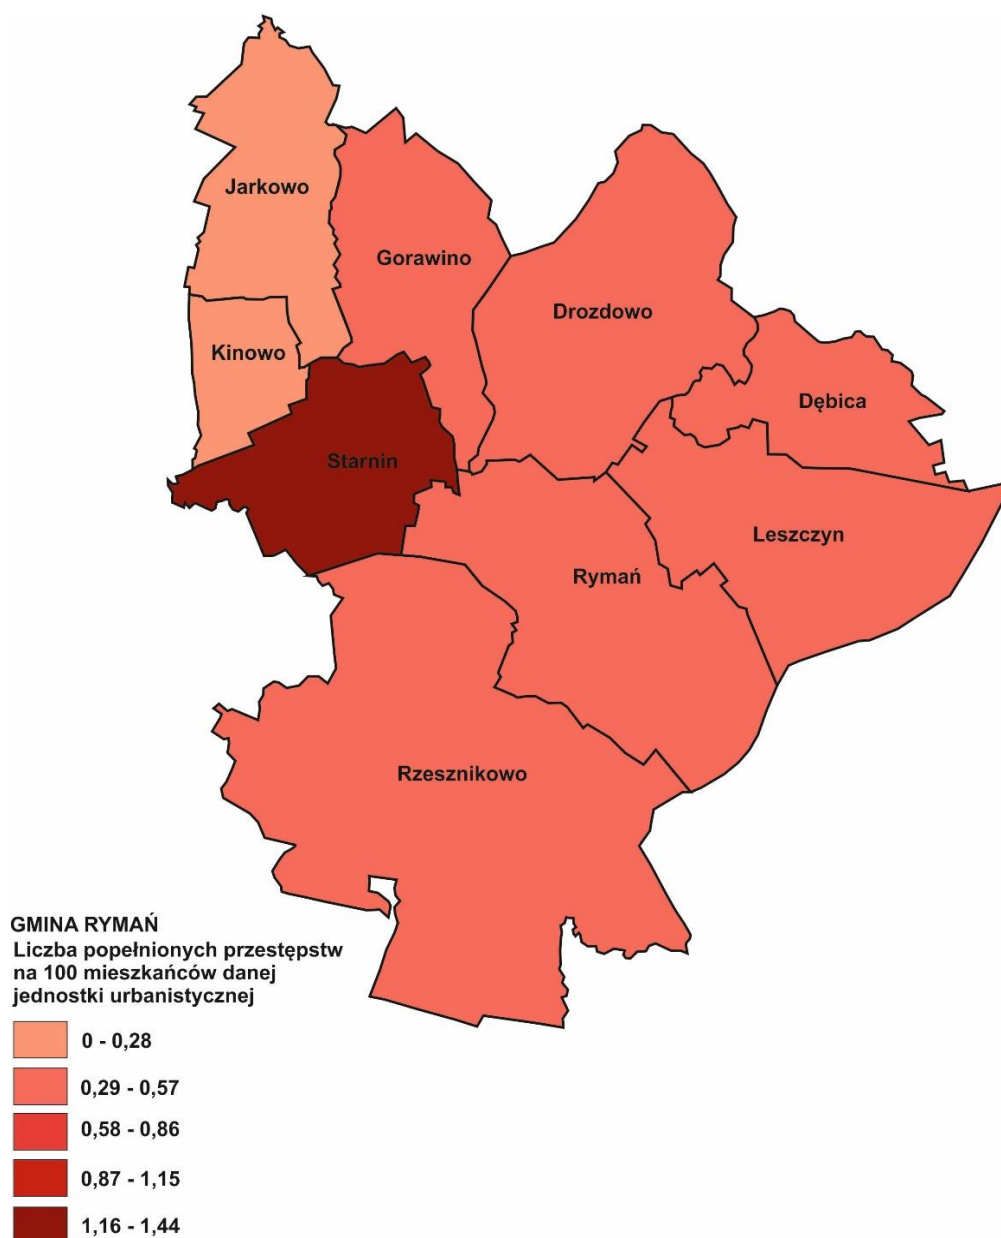 Jarkowo
Gorawino
Drozdowo
Kinowo
Dębica
Starnin
Leszczyn
Rymań
Rzesznikowo
GMINA RYMAŃ
Liczba popełnionych przestępstw
na 100 mieszkańców danej
jednostki urbanistycznej
0 - 0,28
0,29 - 0,57
0,58 - 0,86
0,87 - 1,15
1,16 - 1,44